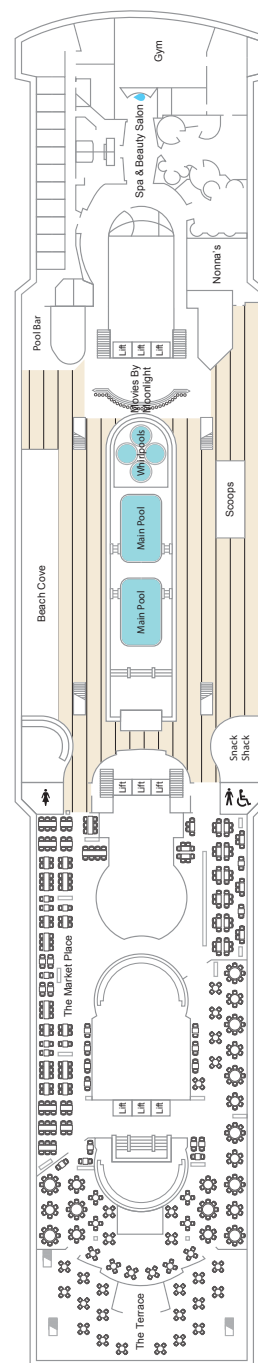 Gym
Spa & Beauty Salon
Nonna's
Pool Bar
Lift
Lift
Lift
Movies By
Moonlight
Whirlpools
Main Pool
Scoops
Main Pool
Beach Cove
Snack
Shack
Lift
Lift
Lift
The Market Place
Lift
Lift
Lift
The Terrace